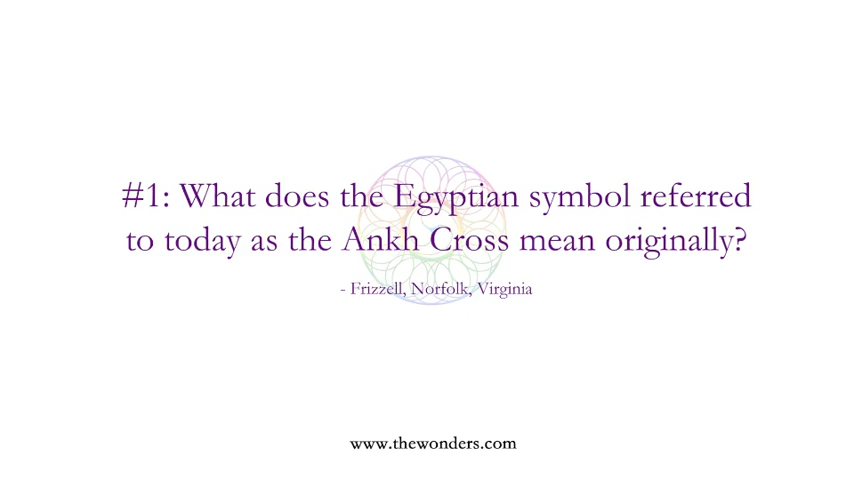 #1: What does the Egyptian symbol referred
to today as the Ankh Cross mean originally?
- Frizzell, Norfolk, Virginia
www.thewonders.com